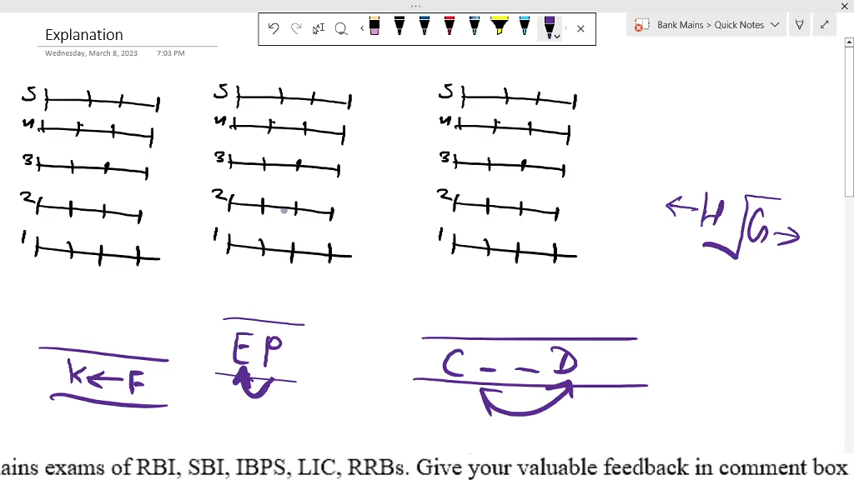 Explanation
Wednesday, March 8, 2023 7:03 PM
Bank Mains > Quick Notes
5 5 5
4 4 4
3 3 3
2 2 2
1 1 1
←H √G→
K←F
EP
C _ _ D
ains exams of RBI, SBI, IBPS, LIC, RRBs. Give your valuable feedback in comment box